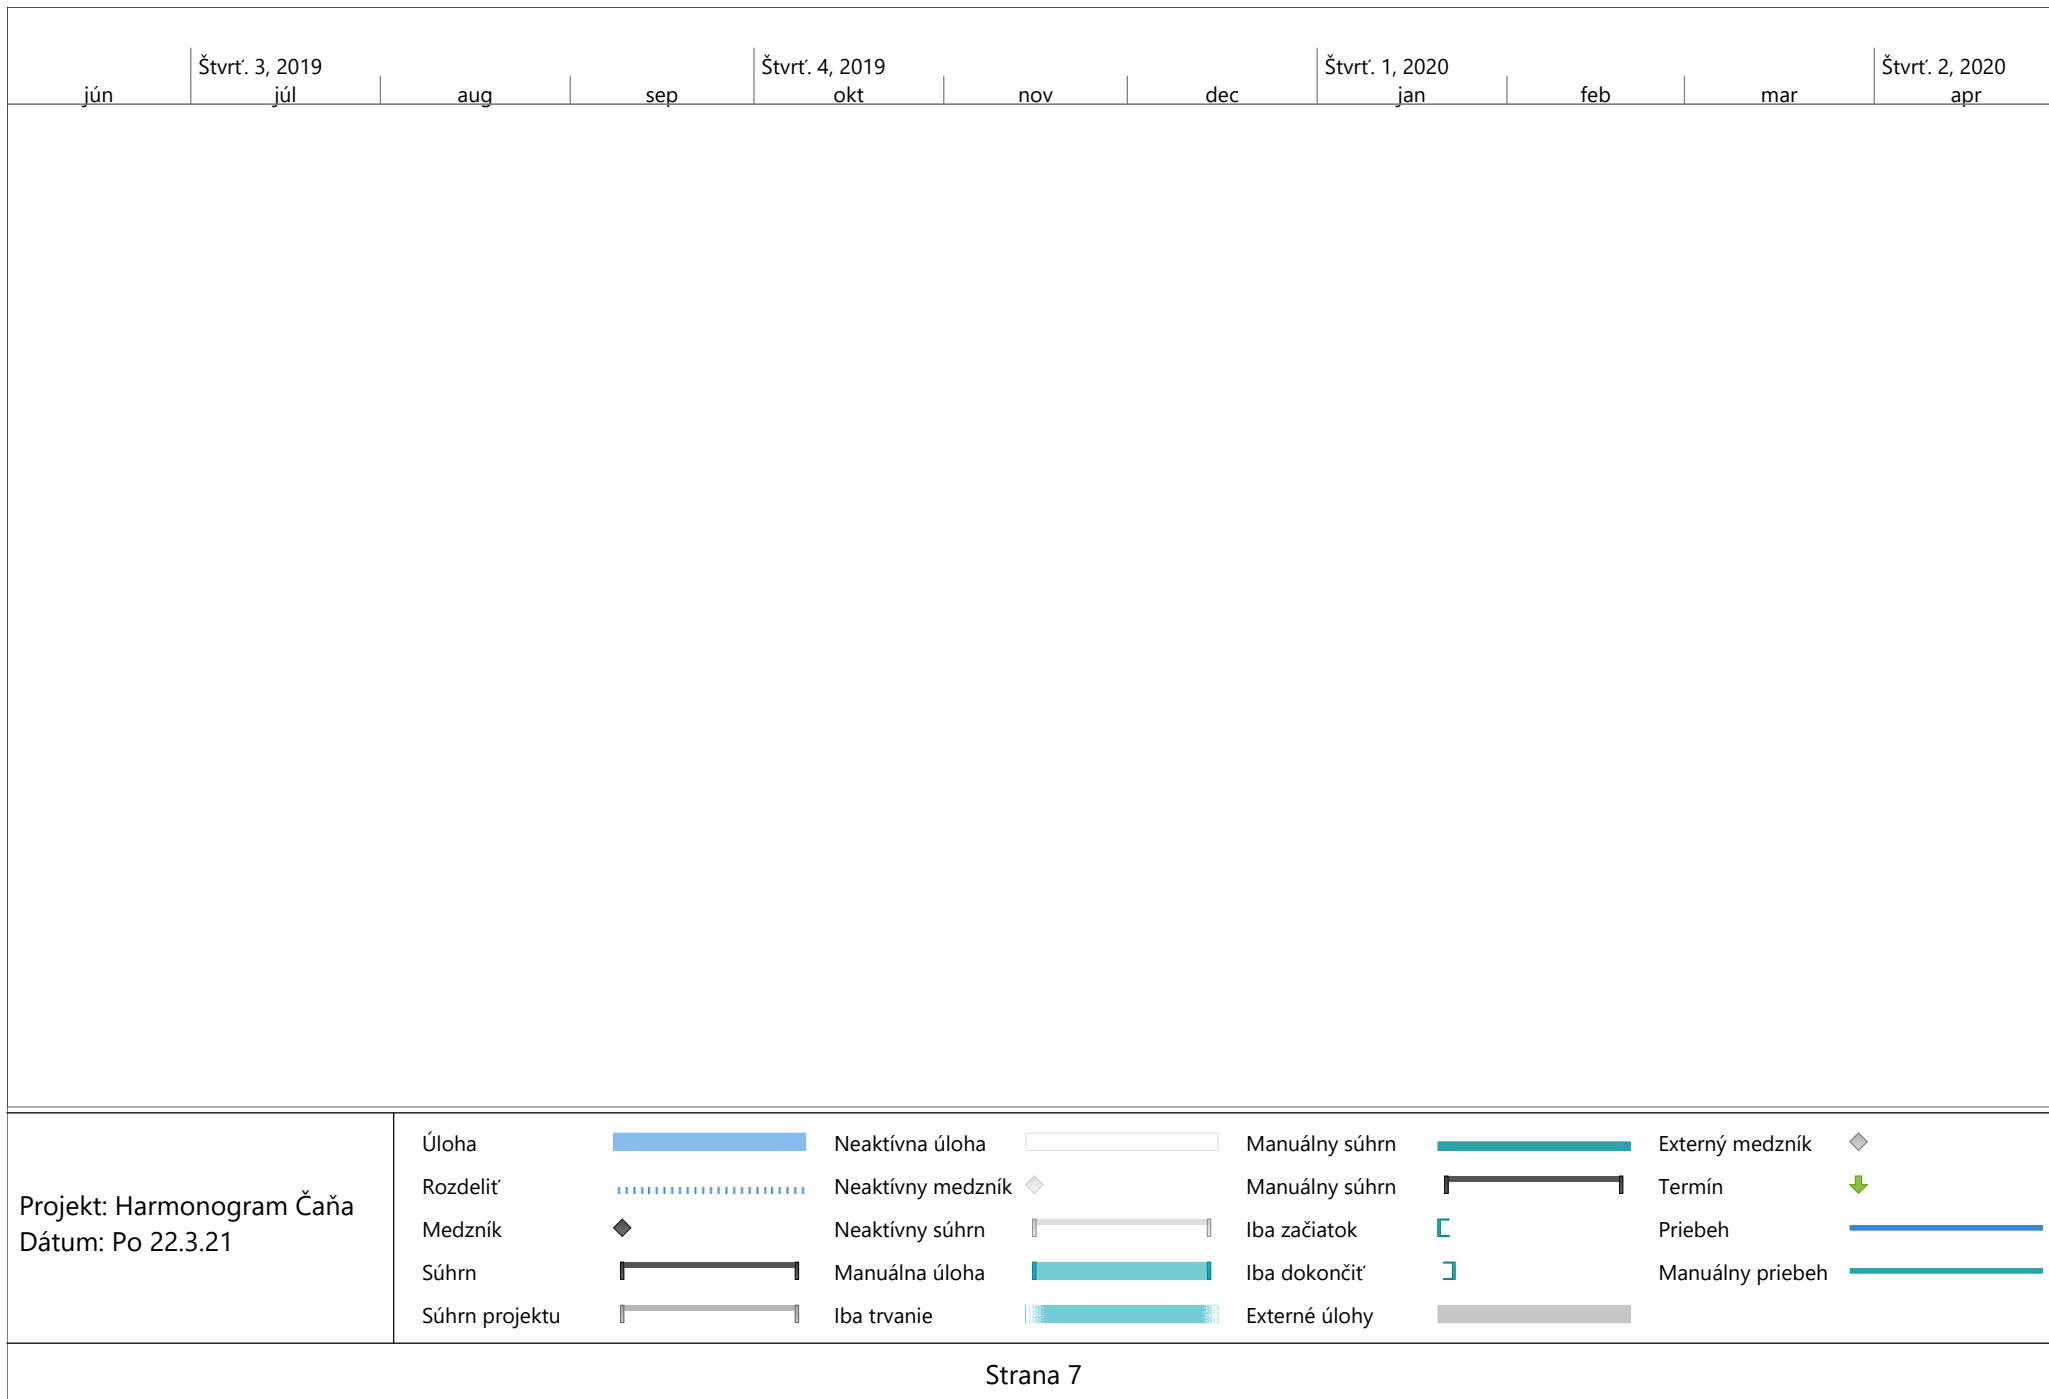 Štvrť. 3, 2019 Štvrť. 4, 2019 Štvrť. 1, 2020 Štvrť. 2, 2020
jún júl aug sep okt nov dec jan feb mar apr
Projekt: Harmonogram Čaňa
Dátum: Po 22.3.21
Úloha
Rozdeliť
Medzník
Súhrn
Súhrn projektu
Neaktívna úloha
Neaktívny medzník
Neaktívny súhrn
Manuálna úloha
Iba trvanie
Manuálny súhrn
Manuálny súhrn
Iba začiatok
Iba dokončiť
Externé úlohy
Externý medzník
Termín
Priebeh
Manuálny priebeh
Strana 7